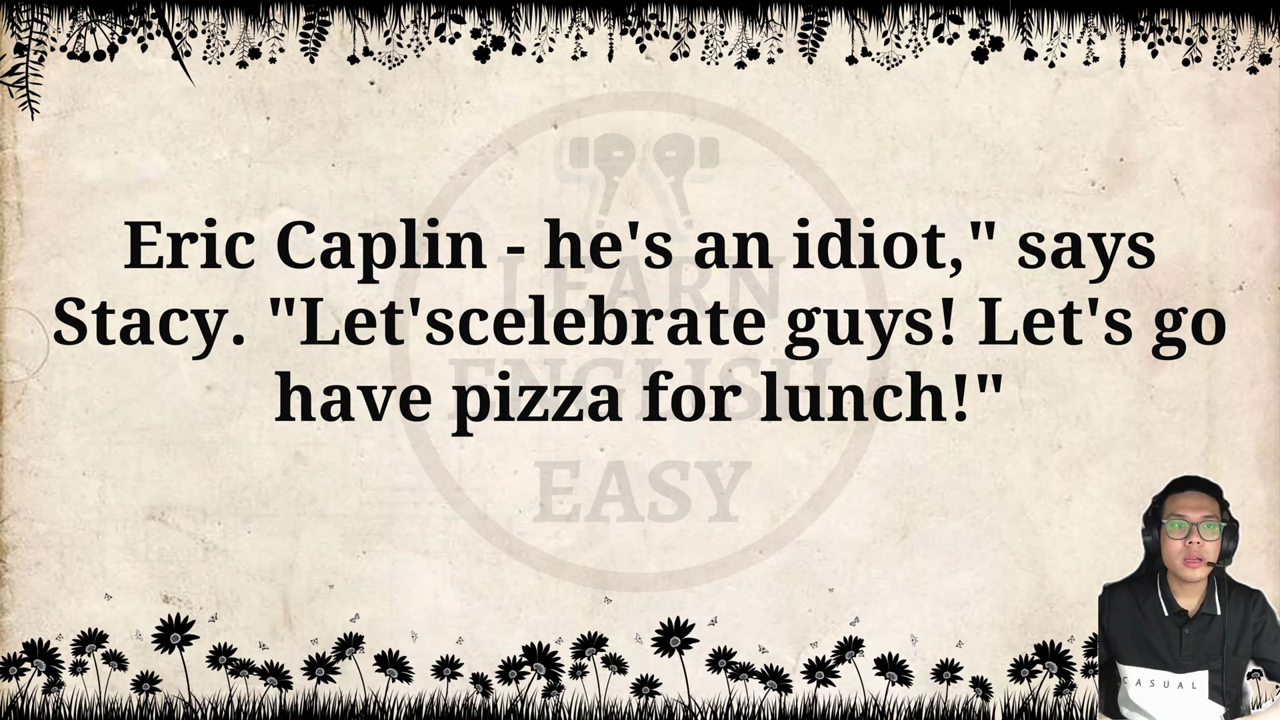 Eric Caplin - he's an idiot," says
Stacy. "Let'scelebrate guys! Let's go
have pizza for lunch!"
LEARN
ENGLISH
EASY
CASUAL